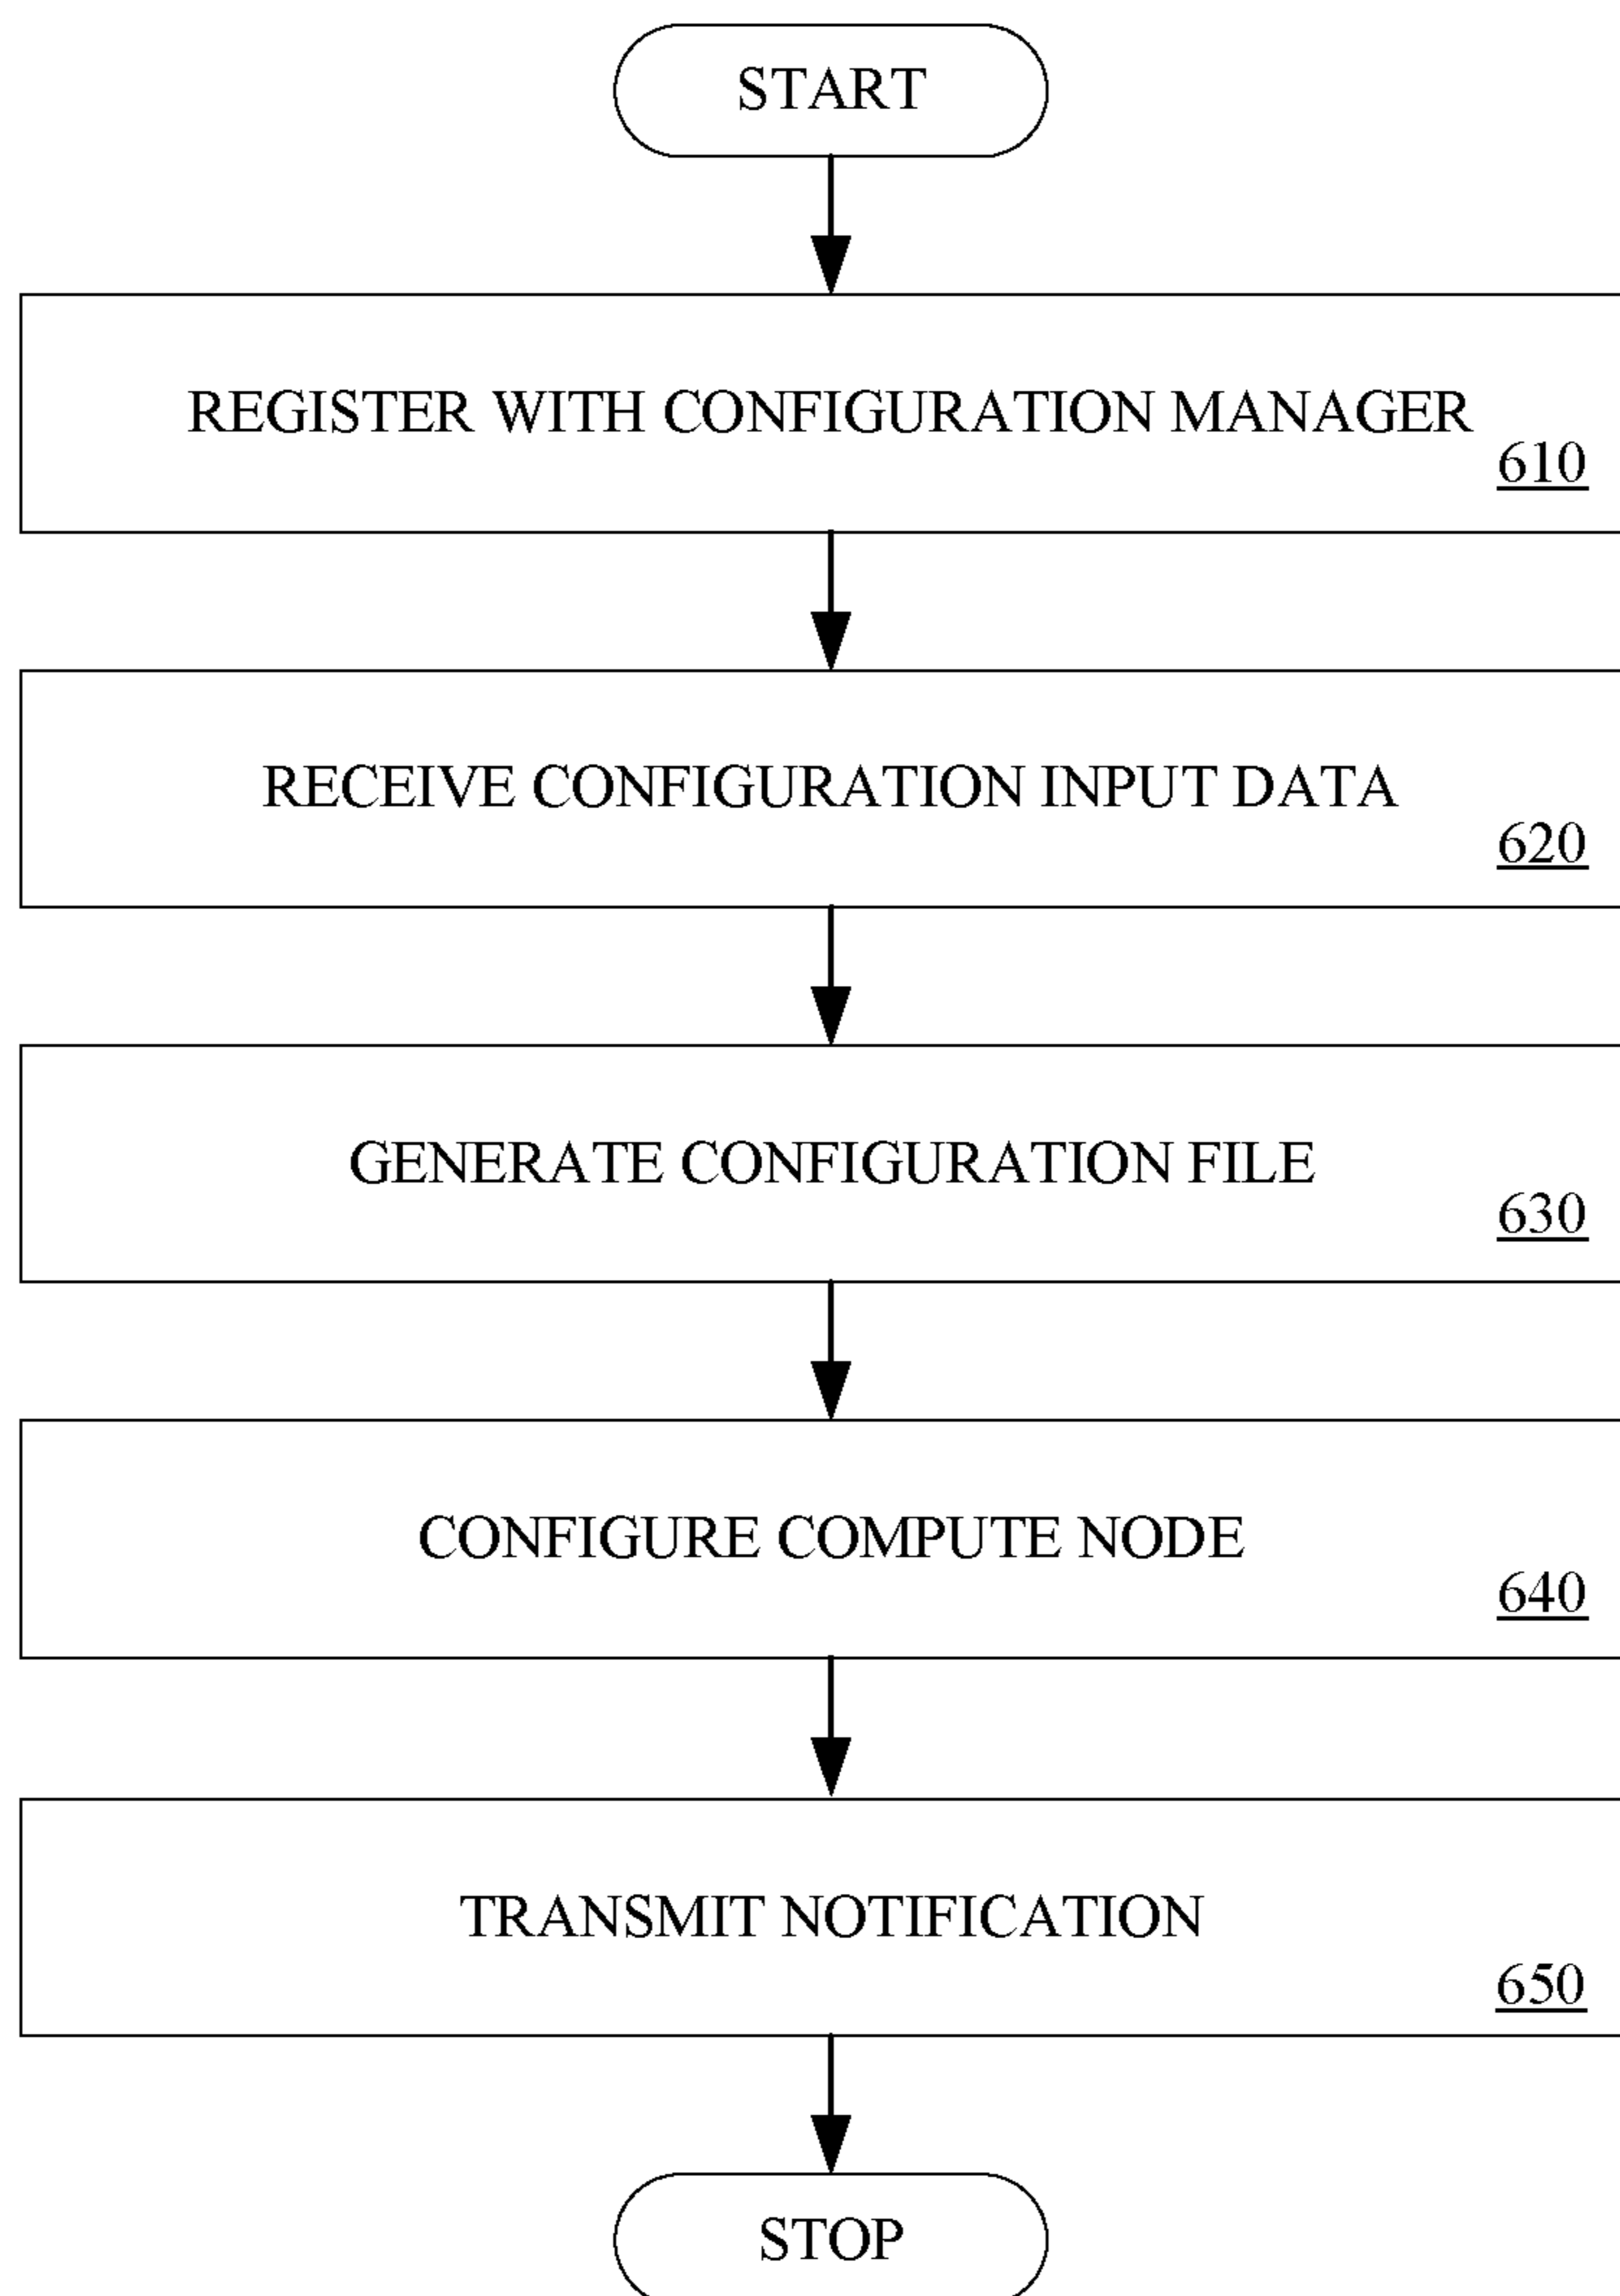 START
REGISTER WITH CONFIGURATION MANAGER
610
RECEIVE CONFIGURATION INPUT DATA
620
GENERATE CONFIGURATION FILE
630
CONFIGURE COMPUTE NODE
640
TRANSMIT NOTIFICATION
650
STOP